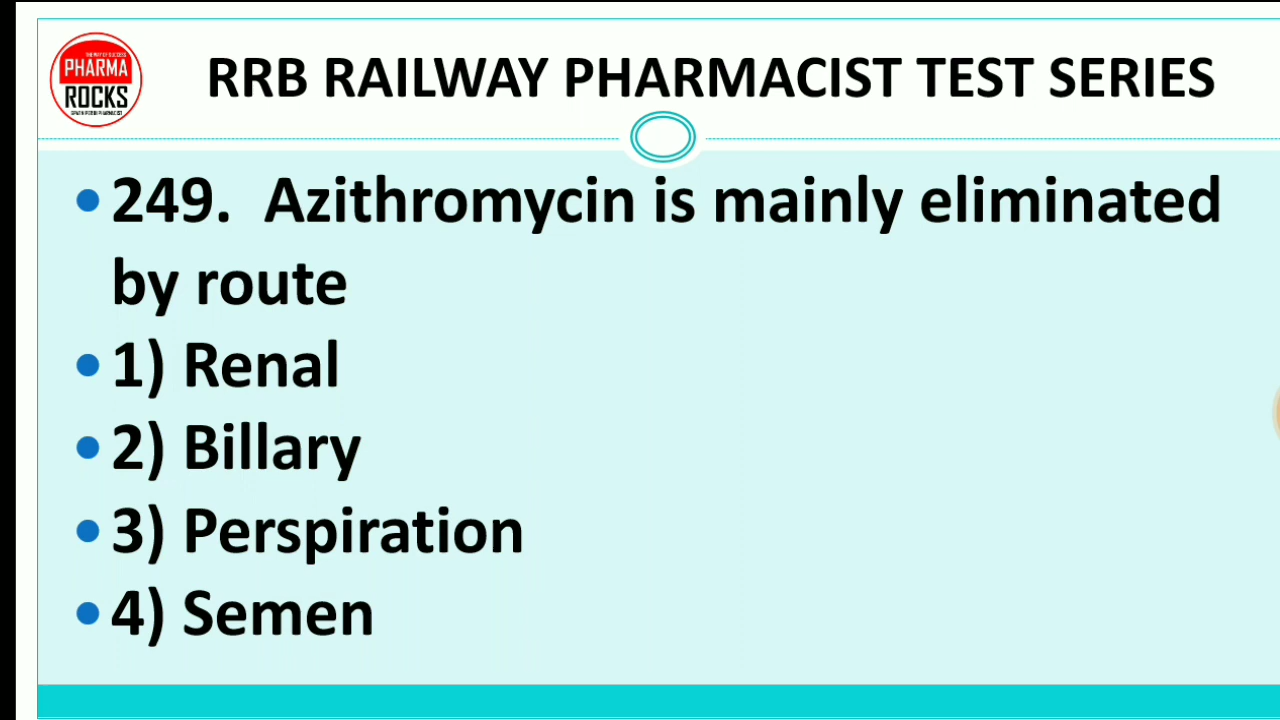 PHARMA
ROCKS
RRB RAILWAY PHARMACIST TEST SERIES
249. Azithromycin is mainly eliminated
by route
1) Renal
2) Billary
3) Perspiration
4) Semen